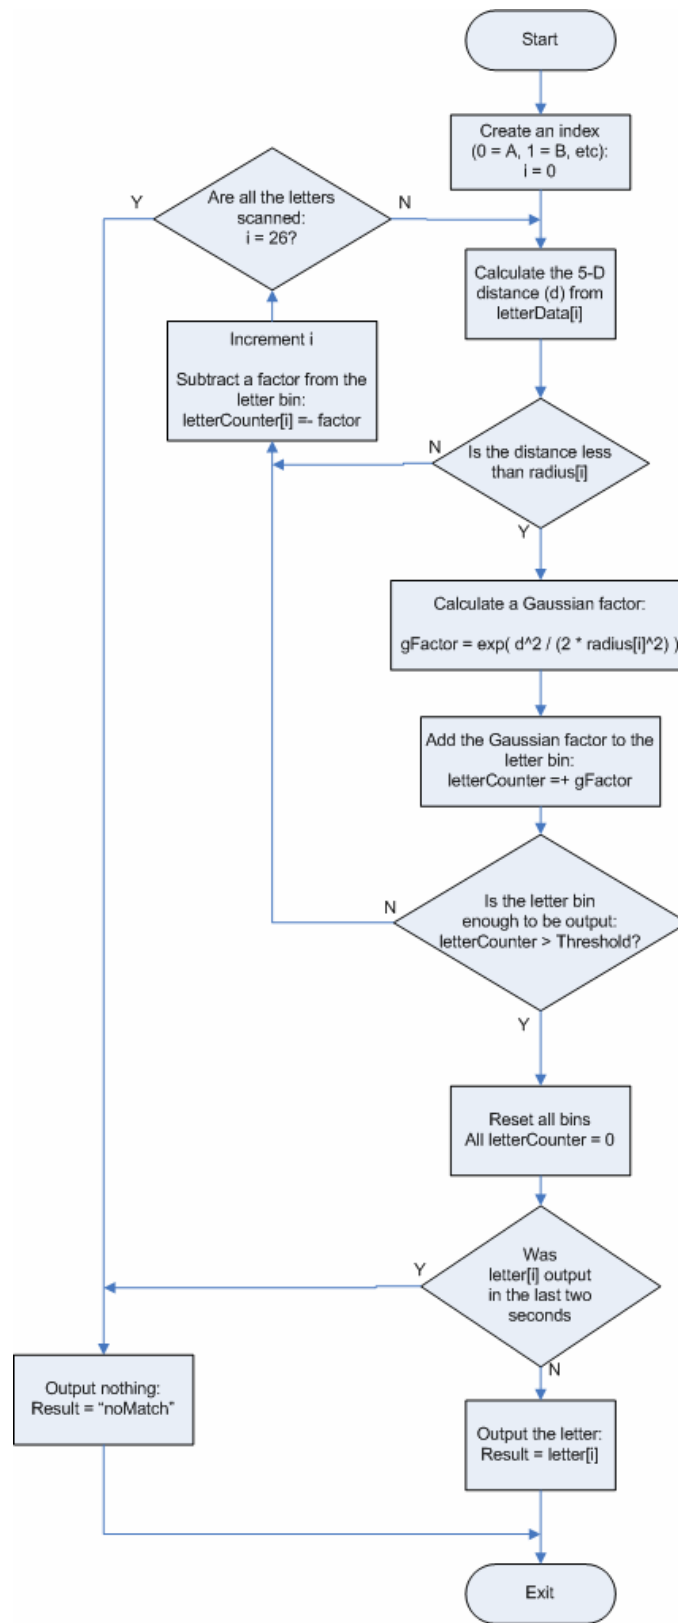 Start
Create an index
(0 = A, 1 = B, etc):
i = 0
Y
Are all the letters
scanned:
i = 26?
N
Calculate the 5-D
distance (d) from
letterData[i]
Increment i
Subtract a factor from the
letter bin:
letterCounter[i] =- factor
N
Is the distance less
than radius[i]
Y
Calculate a Gaussian factor:
gFactor = exp( d^2 / (2 * radius[i]^2) )
Add the Gaussian factor to the
letter bin:
letterCounter =+ gFactor
N
Is the letter bin
enough to be output:
letterCounter > Threshold?
Y
Reset all bins
All letterCounter = 0
Y
Was
letter[i] output
in the last two
seconds
N
Output nothing:
Result = “noMatch”
Output the letter:
Result = letter[i]
Exit